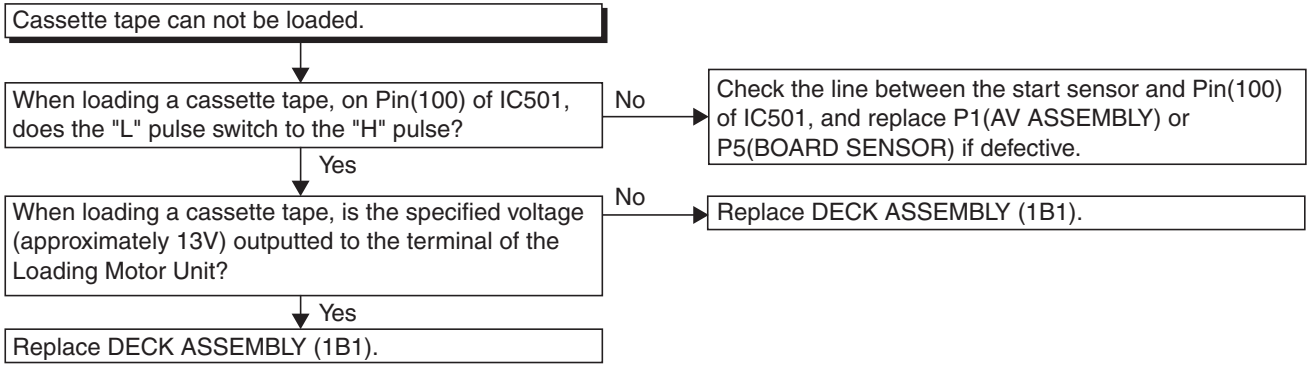 Cassette tape can not be loaded.
When loading a cassette tape, on Pin(100) of IC501,
does the "L" pulse switch to the "H" pulse?
No
Check the line between the start sensor and Pin(100)
of IC501, and replace P1(AV ASSEMBLY) or
P5(BOARD SENSOR) if defective.
Yes
When loading a cassette tape, is the specified voltage
(approximately 13V) outputted to the terminal of the
Loading Motor Unit?
No
Replace DECK ASSEMBLY (1B1).
Yes
Replace DECK ASSEMBLY (1B1).